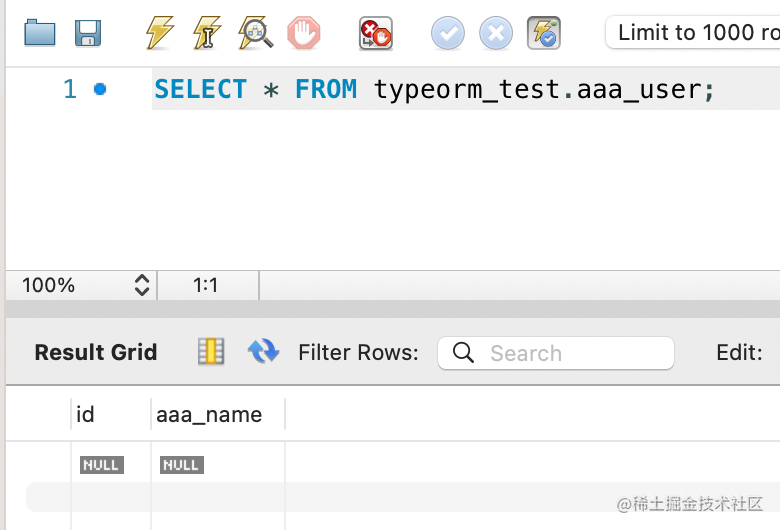 Limit to 1000 ro
1 SELECT * FROM typeorm_test.aaa_user;
100% 1:1
Result Grid Filter Rows: Search Edit:
id aaa_name
NULL NULL
@稀土掘金技术社区